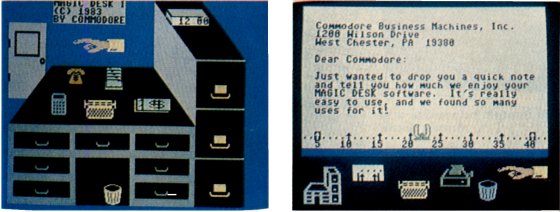 MAGIC DESK I
(C) 1983
BY COMMODORE
12 00
Commodore Business Machines, Inc.
1200 Wilson Drive
West Chester, PA 19380
Dear Commodore:
Just wanted to drop you a quick note
and tell you how much we enjoy your
MAGIC DESK software. It's really
easy to use, and we found so many
uses for it!
5 10 15 20 25 30 35 40